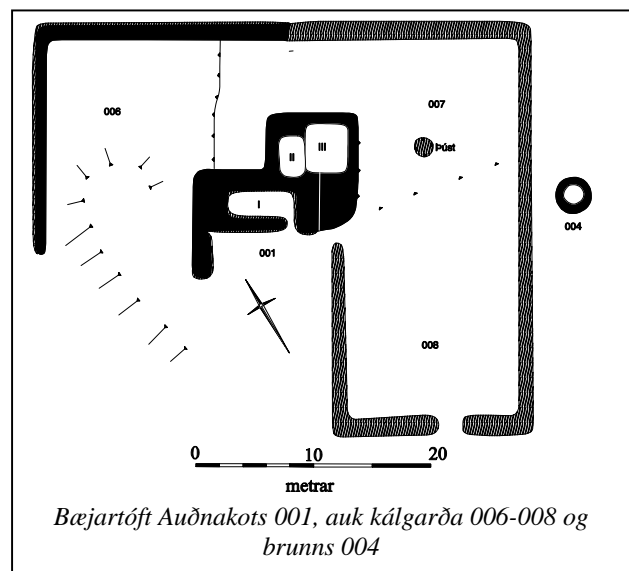 006
007
II
III
Þúst
I
004
001
008
0 10 20
metrar
Bæjartóft Auðnakots 001, auk kálgarða 006-008 og
brunns 004